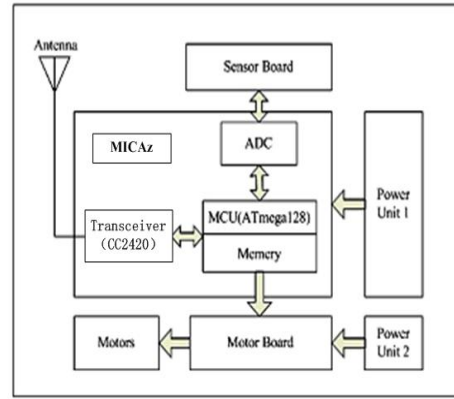 Antenna
Sensor Board
MICAz
ADC
Power
Unit 1
MCU(ATmega128)
Transceiver
(CC2420)
Memory
Motors
Motor Board
Power
Unit 2